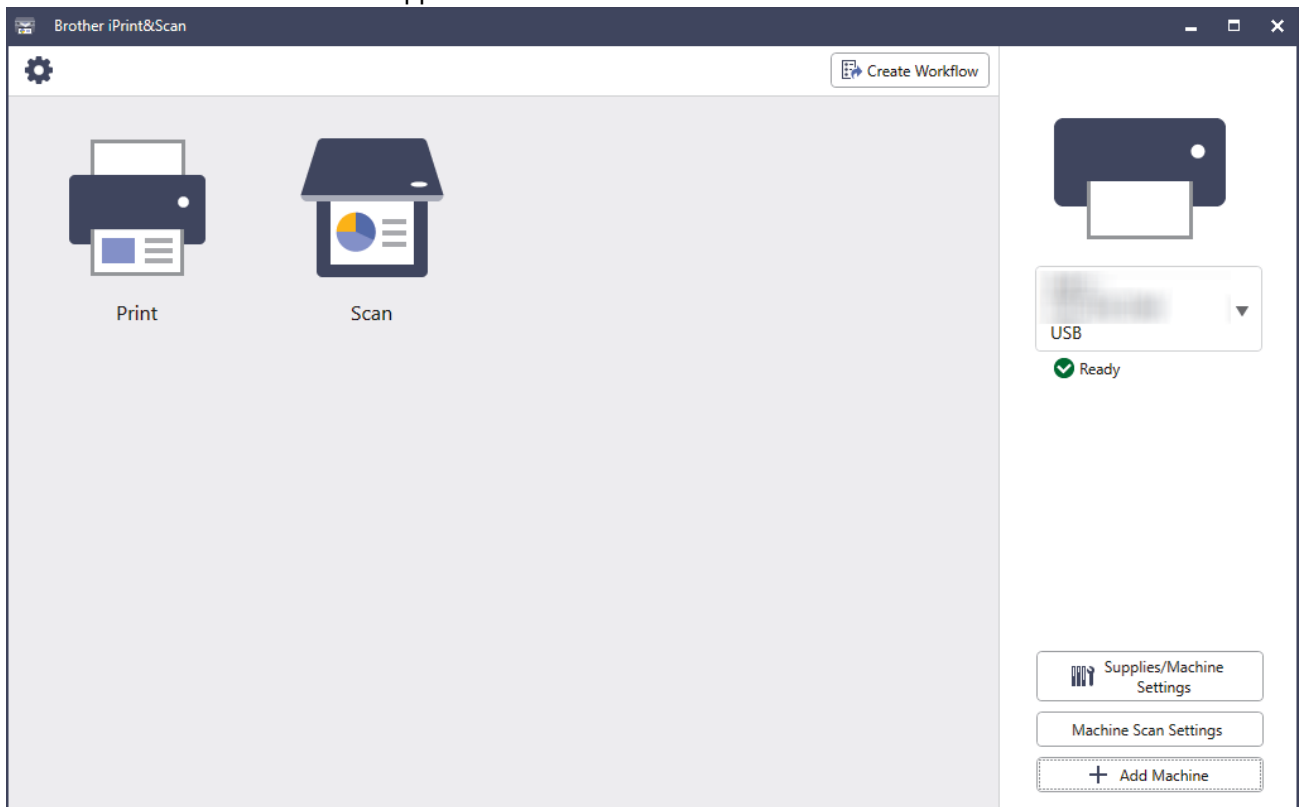 Brother iPrint&Scan
Create Workflow
Print
Scan
USB
Ready
Supplies/Machine
Settings
Machine Scan Settings
Add Machine